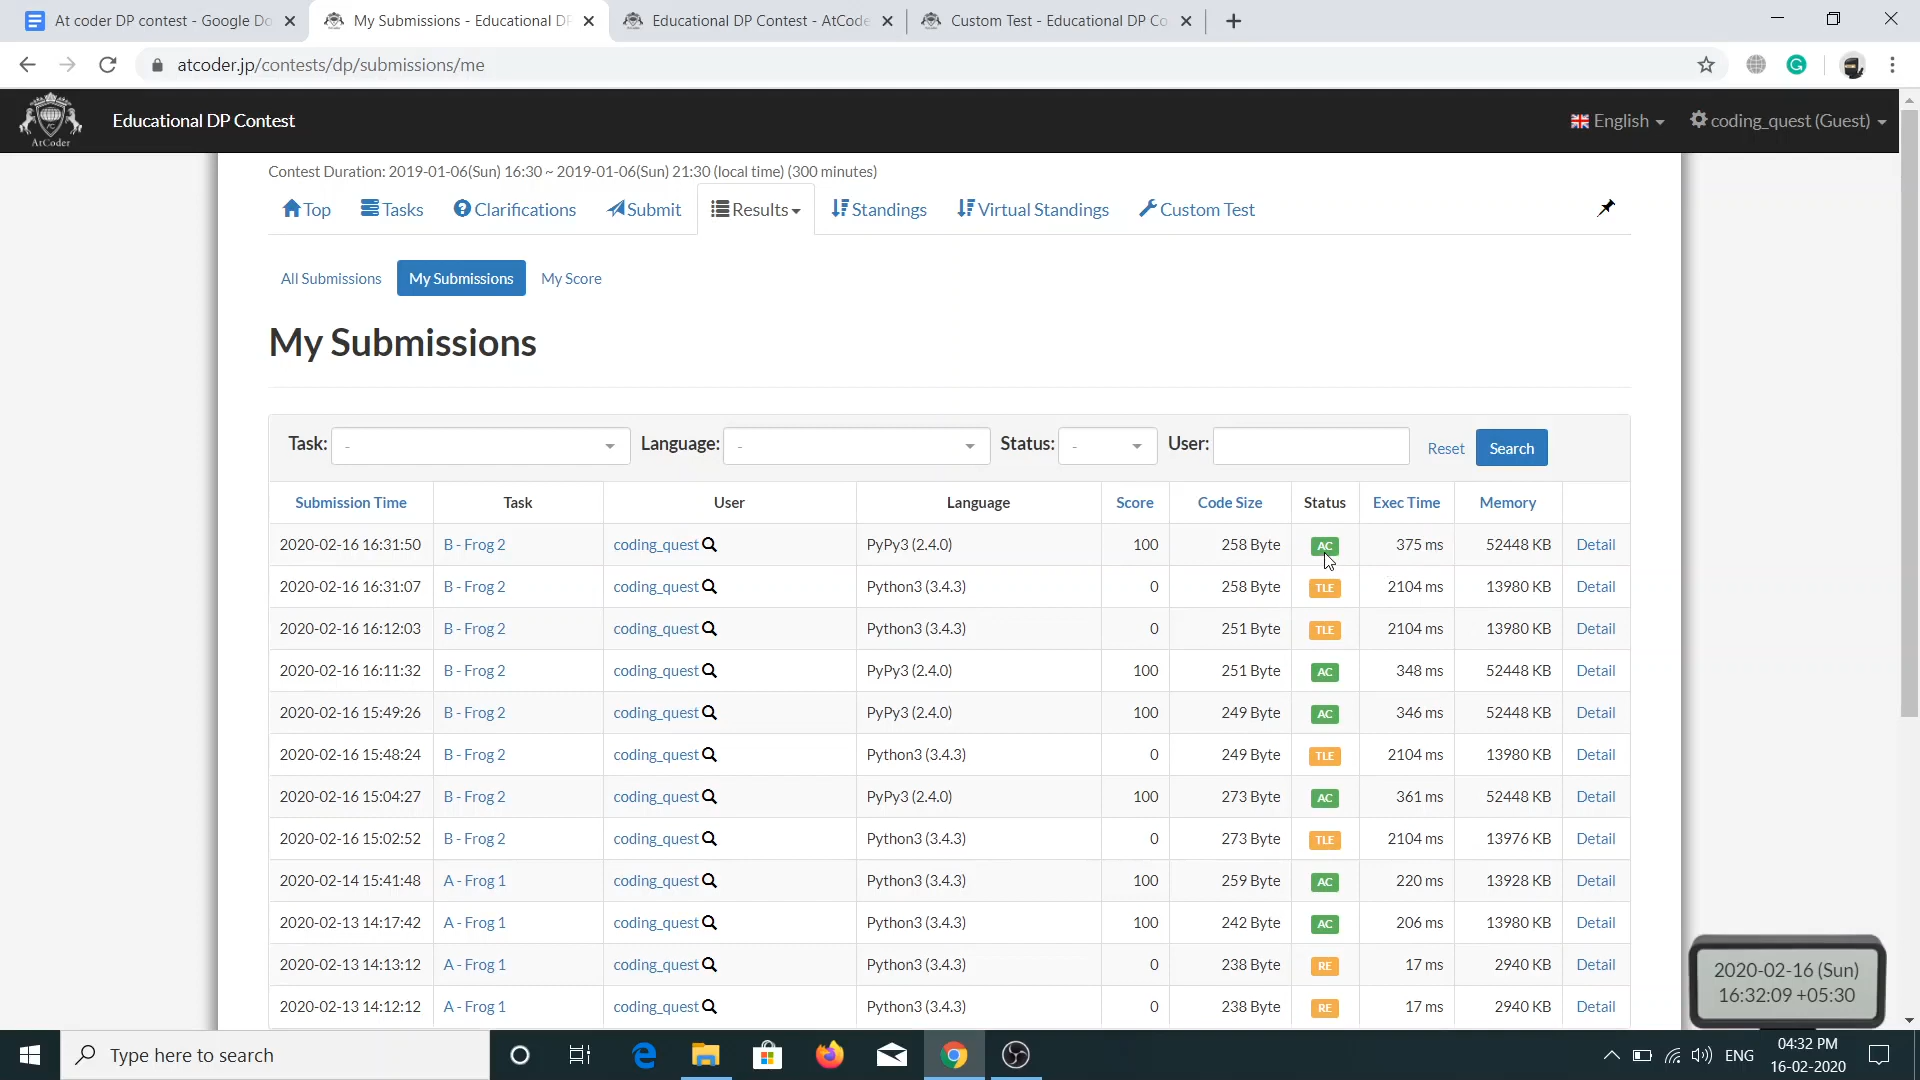 At coder DP contest - Google Do
My Submissions - Educational DP
Educational DP Contest - AtCode
Custom Test - Educational DP Co
atcoder.jp/contests/dp/submissions/me
AtCoder
Educational DP Contest
English
coding_quest (Guest)
Contest Duration: 2019-01-06(Sun) 16:30 ~ 2019-01-06(Sun) 21:30 (local time) (300 minutes)
Top Tasks Clarifications Submit Results Standings Virtual Standings Custom Test
All Submissions My Submissions My Score
My Submissions
Task: - Language: - Status: - User: Reset Search
Submission Time Task User Language Score Code Size Status Exec Time Memory
2020-02-16 16:31:50 B - Frog 2 coding_quest PyPy3 (2.4.0) 100 258 Byte AC 375 ms 52448 KB Detail
2020-02-16 16:31:07 B - Frog 2 coding_quest Python3 (3.4.3) 0 258 Byte TLE 2104 ms 13980 KB Detail
2020-02-16 16:12:03 B - Frog 2 coding_quest Python3 (3.4.3) 0 251 Byte TLE 2104 ms 13980 KB Detail
2020-02-16 16:11:32 B - Frog 2 coding_quest PyPy3 (2.4.0) 100 251 Byte AC 348 ms 52448 KB Detail
2020-02-16 15:49:26 B - Frog 2 coding_quest PyPy3 (2.4.0) 100 249 Byte AC 346 ms 52448 KB Detail
2020-02-16 15:48:24 B - Frog 2 coding_quest Python3 (3.4.3) 0 249 Byte TLE 2104 ms 13980 KB Detail
2020-02-16 15:04:27 B - Frog 2 coding_quest PyPy3 (2.4.0) 100 273 Byte AC 361 ms 52448 KB Detail
2020-02-16 15:02:52 B - Frog 2 coding_quest Python3 (3.4.3) 0 273 Byte TLE 2104 ms 13976 KB Detail
2020-02-14 15:41:48 A - Frog 1 coding_quest Python3 (3.4.3) 100 259 Byte AC 220 ms 13928 KB Detail
2020-02-13 14:17:42 A - Frog 1 coding_quest Python3 (3.4.3) 100 242 Byte AC 206 ms 13980 KB Detail
2020-02-13 14:13:12 A - Frog 1 coding_quest Python3 (3.4.3) 0 238 Byte RE 17 ms 2940 KB Detail
2020-02-13 14:12:12 A - Frog 1 coding_quest Python3 (3.4.3) 0 238 Byte RE 17 ms 2940 KB Detail
2020-02-16 (Sun)
16:32:09 +05:30
Type here to search
ENG
04:32 PM
16-02-2020